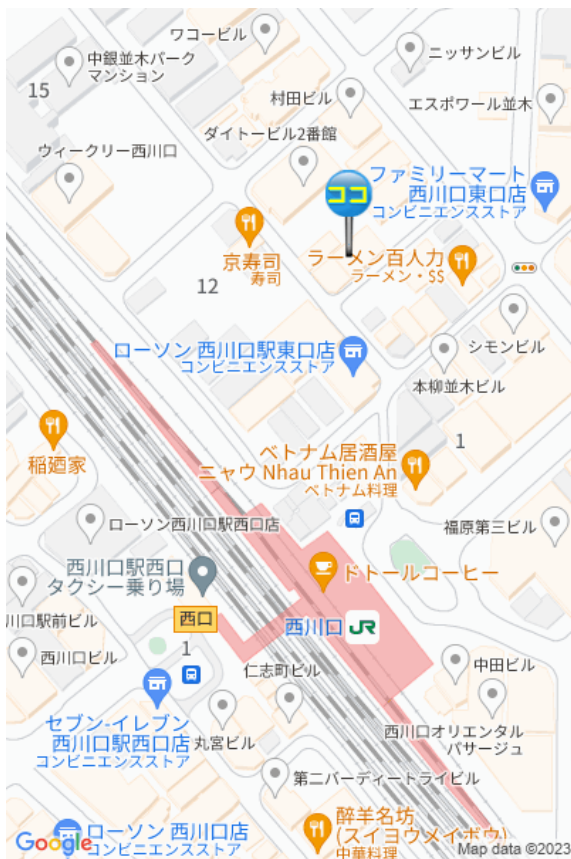 ワコービル
中銀並木パーク
マンション
ニッサンビル
15
村田ビル
エスポワール並木
ダイトービル2番館
ウィークリー西川口
ファミリーマート
西川口東口店
コンビニエンスストア
ココ
京寿司
寿司
ラーメン百人力
ラーメン・$$
12
ローソン 西川口駅東口店
コンビニエンスストア
シモンビル
本柳並木ビル
1
稲廼家
ベトナム居酒屋
ニャウ Nhau Thien An
ベトナム料理
ローソン西川口駅西口店
福原第三ビル
西川口駅西口
タクシー乗り場
ドトールコーヒー
川口駅前ビル
西口
西川口 JR
1
西川口ビル
仁志町ビル
中田ビル
セブン-イレブン
西川口駅西口店
コンビニエンスストア
丸宮ビル
西川口オリエンタル
パサージュ
第二バーディートライビル
酔羊名坊
(スイヨウメイボウ)
中華料理
ローソン 西川口店
コンビニエンスストア
Google
Map data ©2023